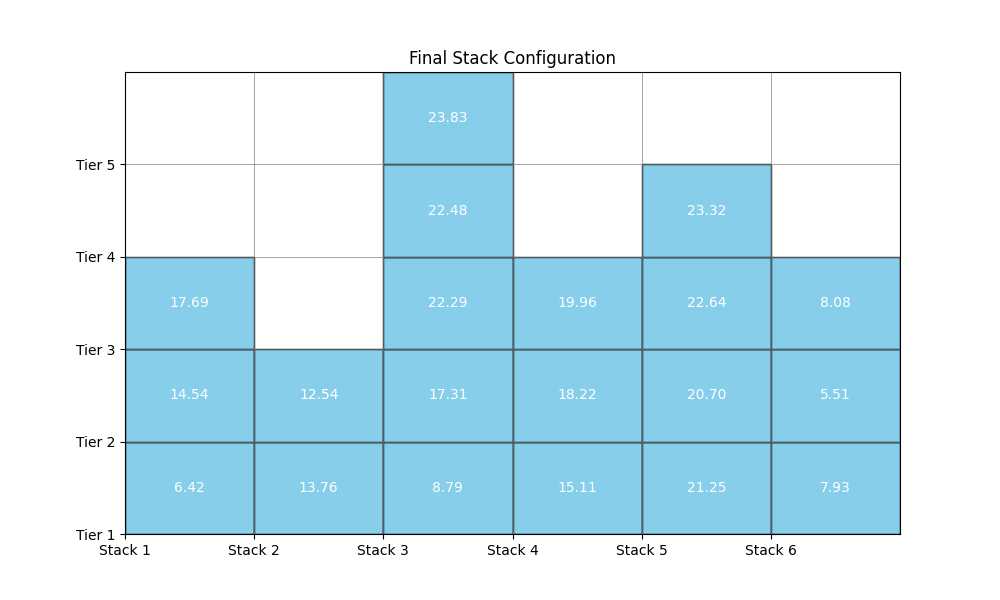 Final Stack Configuration
23.83
Tier 5
22.48 23.32
Tier 4
17.69 22.29 19.96 22.64 8.08
Tier 3
14.54 12.54 17.31 18.22 20.70 5.51
Tier 2
6.42 13.76 8.79 15.11 21.25 7.93
Tier 1
Stack 1 Stack 2 Stack 3 Stack 4 Stack 5 Stack 6